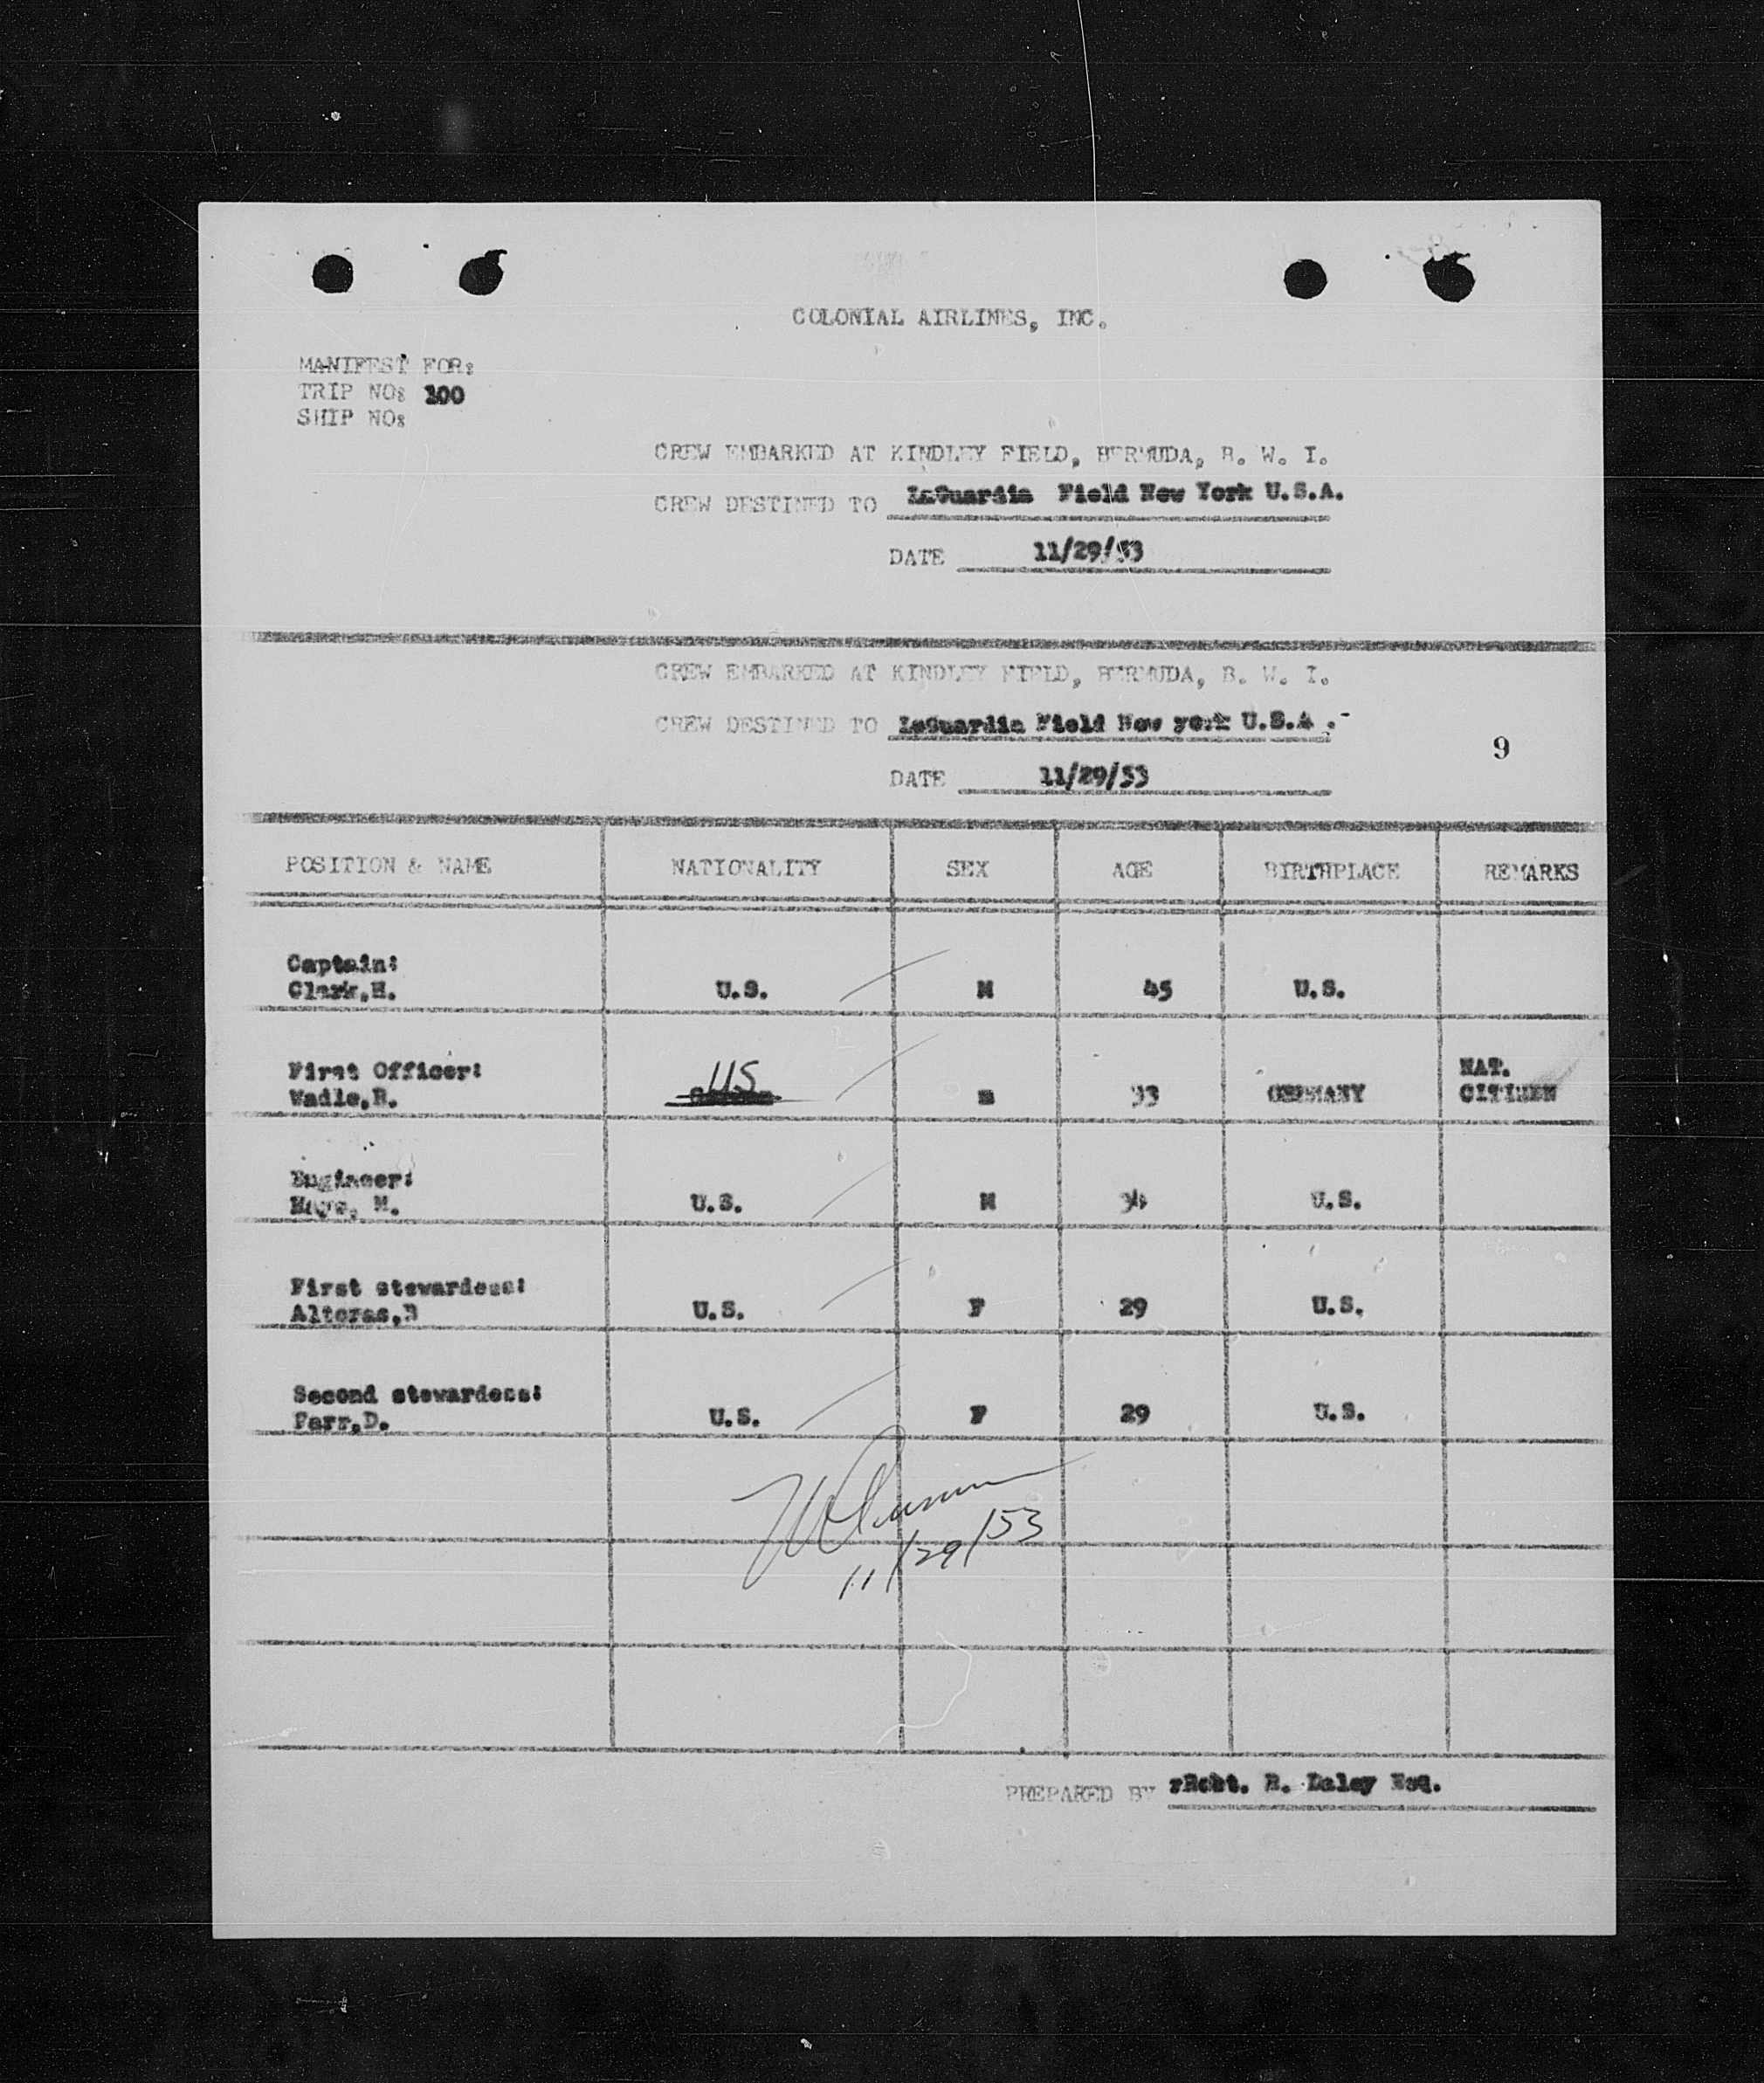 COLONIAL AIRLINES, INC.
MANIFEST FOR:
TRIP NO: 300
SHIP NO:
CREW EMBARKED AT KINDLEY FIELD, BERMUDA, B. W. I.
CREW DESTINED TO LaGuardia Field New York U.S.A.
DATE 11/29/53
CREW EMBARKED AT KINDLEY FIELD, BERMUDA, B. W. I.
CREW DESTINED TO LaGuardia Field New york U.S.A.-
9
DATE 11/29/53
POSITION & NAME NATIONALITY SEX AGE BIRTHPLACE REMARKS
Captain:
Clark,H. U.S. M 45 U.S.
First Officer: US NAT.
Wadle,R. m 33 GERMANY CITIZEN
Engineer:
M. U.S. M 34 U.S.
First stewardess:
Alteras,B U.S. F 29 U.S.
Second stewardess:
Farr,D. U.S. F 29 U.S.
11/29/53
PREPARED BY rRobt. R. Daley Esq.